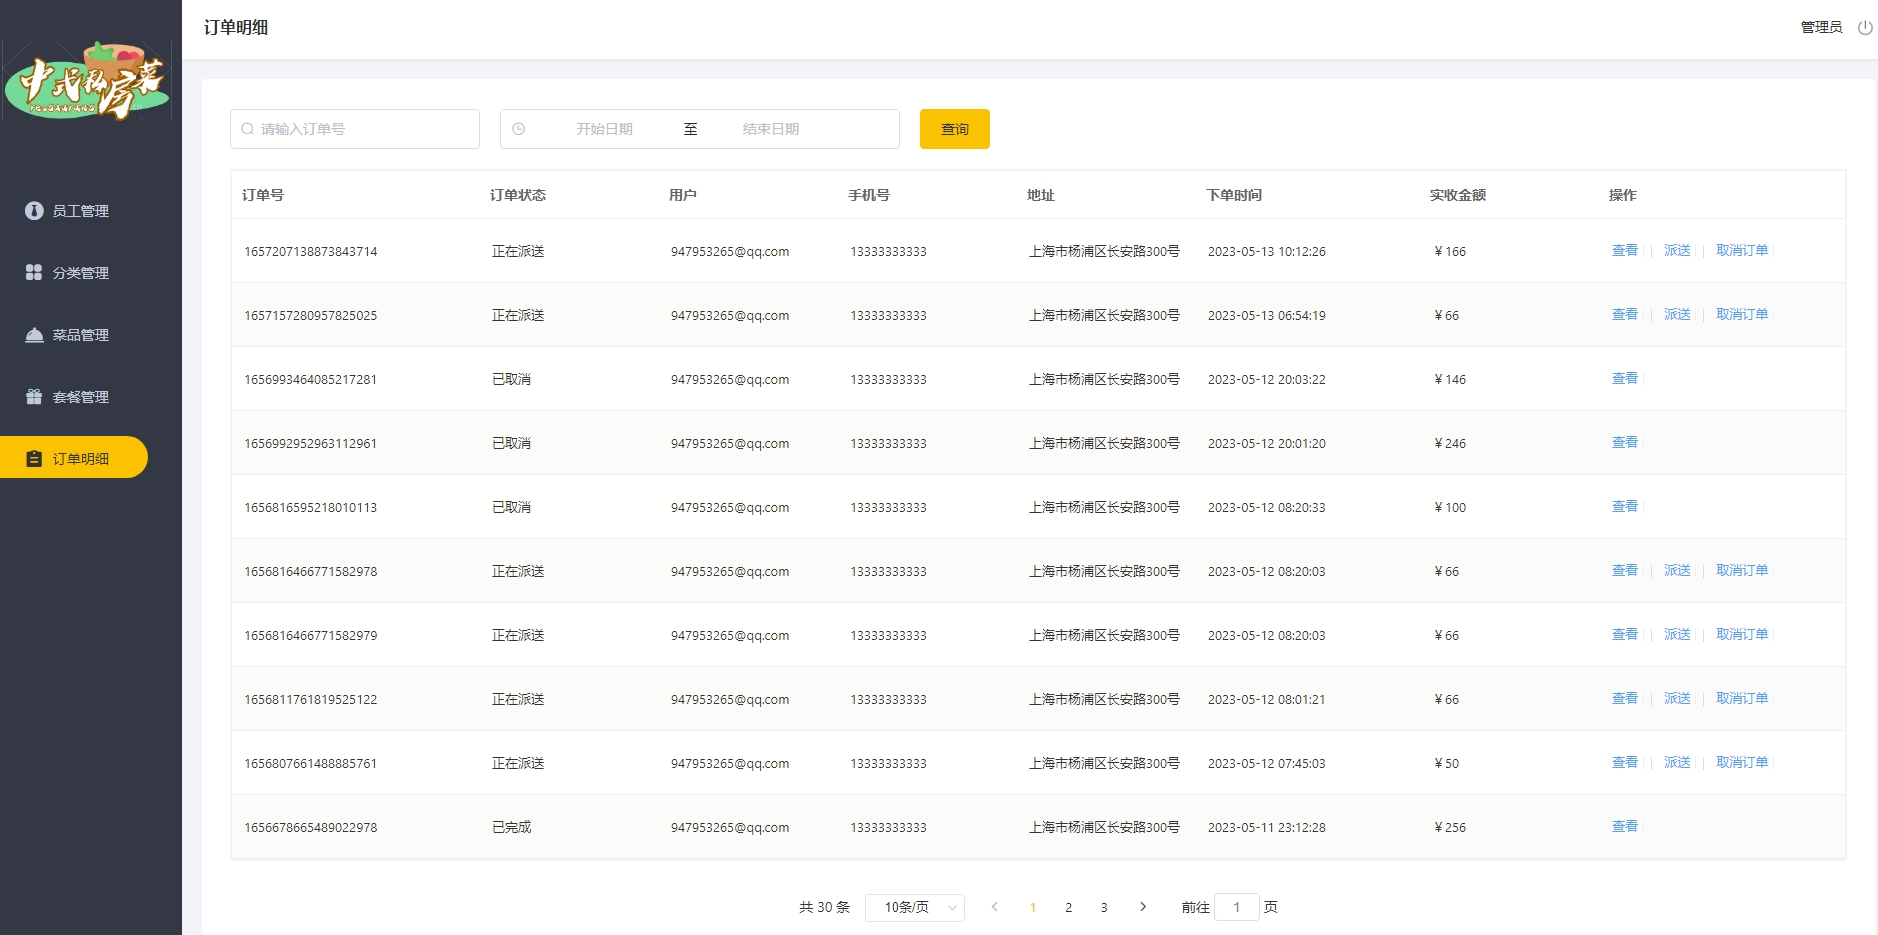 订单明细
管理员
中式私房菜
员工管理
分类管理
菜品管理
套餐管理
订单明细
请输入订单号 开始日期 至 结束日期 查询
订单号 订单状态 用户 手机号 地址 下单时间 实收金额 操作
1657207138873843714 正在派送 947953265@qq.com 13333333333 上海市杨浦区长安路300号 2023-05-13 10:12:26 ￥166 查看 派送 取消订单
1657157280957825025 正在派送 947953265@qq.com 13333333333 上海市杨浦区长安路300号 2023-05-13 06:54:19 ￥66 查看 派送 取消订单
1656993464085217281 已取消 947953265@qq.com 13333333333 上海市杨浦区长安路300号 2023-05-12 20:03:22 ￥146 查看
1656992952963112961 已取消 947953265@qq.com 13333333333 上海市杨浦区长安路300号 2023-05-12 20:01:20 ￥246 查看
1656816595218010113 已取消 947953265@qq.com 13333333333 上海市杨浦区长安路300号 2023-05-12 08:20:33 ￥100 查看
1656816466771582978 正在派送 947953265@qq.com 13333333333 上海市杨浦区长安路300号 2023-05-12 08:20:03 ￥66 查看 派送 取消订单
1656816466771582979 正在派送 947953265@qq.com 13333333333 上海市杨浦区长安路300号 2023-05-12 08:20:03 ￥66 查看 派送 取消订单
1656811761819525122 正在派送 947953265@qq.com 13333333333 上海市杨浦区长安路300号 2023-05-12 08:01:21 ￥66 查看 派送 取消订单
1656807661488885761 正在派送 947953265@qq.com 13333333333 上海市杨浦区长安路300号 2023-05-12 07:45:03 ￥50 查看 派送 取消订单
1656678665489022978 已完成 947953265@qq.com 13333333333 上海市杨浦区长安路300号 2023-05-11 23:12:28 ￥256 查看
共 30 条 10条/页 1 2 3 前往 1 页